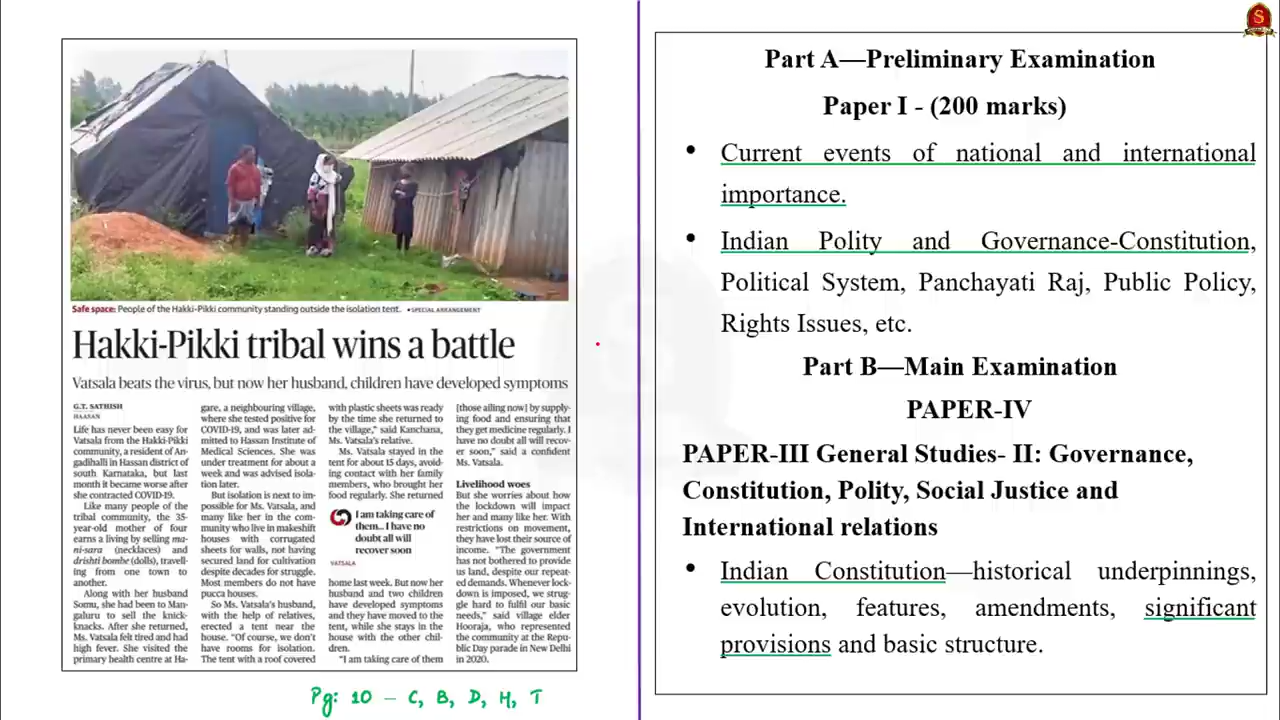 Safe space: People of the Hakki-Pikki community standing outside the isolation tent. •SPECIAL ARRANGEMENT
Hakki-Pikki tribal wins a battle
Vatsala beats the virus, but now her husband, children have developed symptoms
G.T. SATHISH
HAASAN
Life has never been easy for
Vatsala from the Hakki-Pikki
community, a resident of An-
gadihalli in Hassan district of
south Karnataka, but last
month it became worse after
she contracted COVID-19.
Like many people of the
tribal community, the 35-
year-old mother of four
earns a living by selling ma-
ni-sara (necklaces) and
drishti bombe (dolls), travell-
ing from one town to
another.
Along with her husband
Somu, she had been to Man-
galuru to sell the knick-
knacks. After she returned,
Ms. Vatsala felt tired and had
high fever. She visited the
primary health centre at Ha-
gare, a neighbouring village,
where she tested positive for
COVID-19, and was later ad-
mitted to Hassan Institute of
Medical Sciences. She was
under treatment for about a
week and was advised isola-
tion later.
But isolation is next to im-
possible for Ms. Vatsala, and
many like her in the com-
munity who live in makeshift
houses with corrugated
sheets for walls, not having
secured land for cultivation
despite decades for struggle.
Most members do not have
pucca houses.
So Ms. Vatsala's husband,
with the help of relatives,
erected a tent near the
house. "Of course, we don't
have rooms for isolation.
The tent with a roof covered
with plastic sheets was ready
by the time she returned to
the village," said Kanchana,
Ms. Vatsala's relative.
Ms. Vatsala stayed in the
tent for about 15 days, avoid-
ing contact with her family
members, who brought her
food regularly. She returned
I am taking care of
them... I have no
doubt all will
recover soon
VATSALA
home last week. But now her
husband and two children
have developed symptoms
and they have moved to the
tent, while she stays in the
house with the other chil-
dren.
"I am taking care of them
[those ailing now] by supply-
ing food and ensuring that
they get medicine regularly. I
have no doubt all will recov-
er soon," said a confident
Ms. Vatsala.
Livelihood woes
But she worries about how
the lockdown will impact
her and many like her. With
restrictions on movement,
they have lost their source of
income. "The government
has not bothered to provide
us land, despite our repeat-
ed demands. Whenever lock-
down is imposed, we strug-
gle hard to fulfil our basic
needs," said village elder
Hooraja, who represented
the community at the Repu-
blic Day parade in New Delhi
in 2020.
Pg: 10 - C, B, D, H, T
Part A—Preliminary Examination
Paper I - (200 marks)
• Current events of national and international
importance.
• Indian Polity and Governance-Constitution,
Political System, Panchayati Raj, Public Policy,
Rights Issues, etc.
Part B—Main Examination
PAPER-IV
PAPER-III General Studies- II: Governance,
Constitution, Polity, Social Justice and
International relations
• Indian Constitution—historical underpinnings,
evolution, features, amendments, significant
provisions and basic structure.